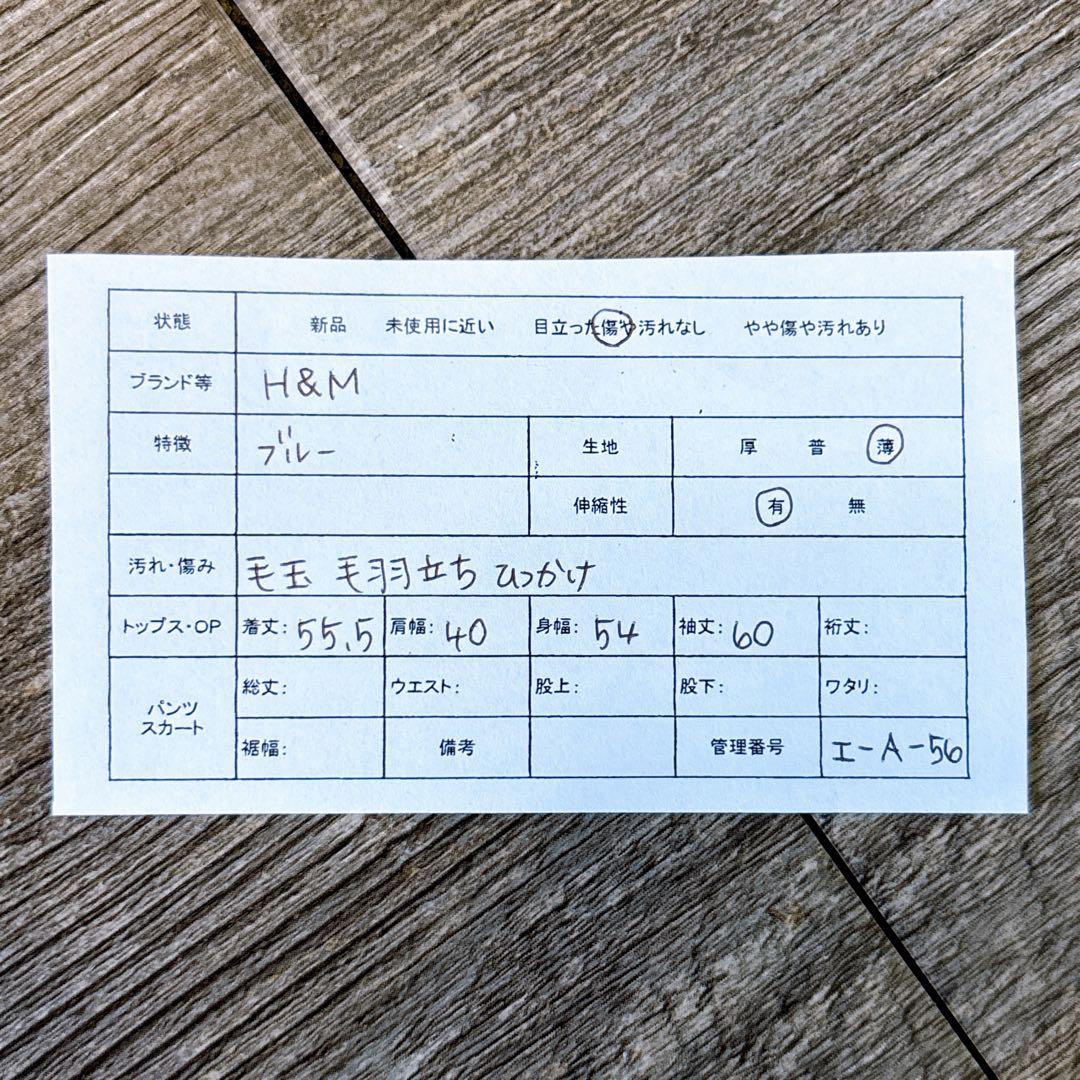 状態 新品 未使用に近い 目立った傷や汚れなし やや傷や汚れあり
ブランド等 H&M
特徴 ブルー 生地 厚 普 薄
伸縮性 有 無
汚れ・傷み 毛玉 毛羽立ち ひっかけ
トップス・OP 着丈: 55.5 肩幅: 40 身幅: 54 袖丈: 60 裄丈:
パンツ スカート 総丈: ウエスト: 股上: 股下: ワタリ:
裾幅: 備考 管理番号 エ-A-56